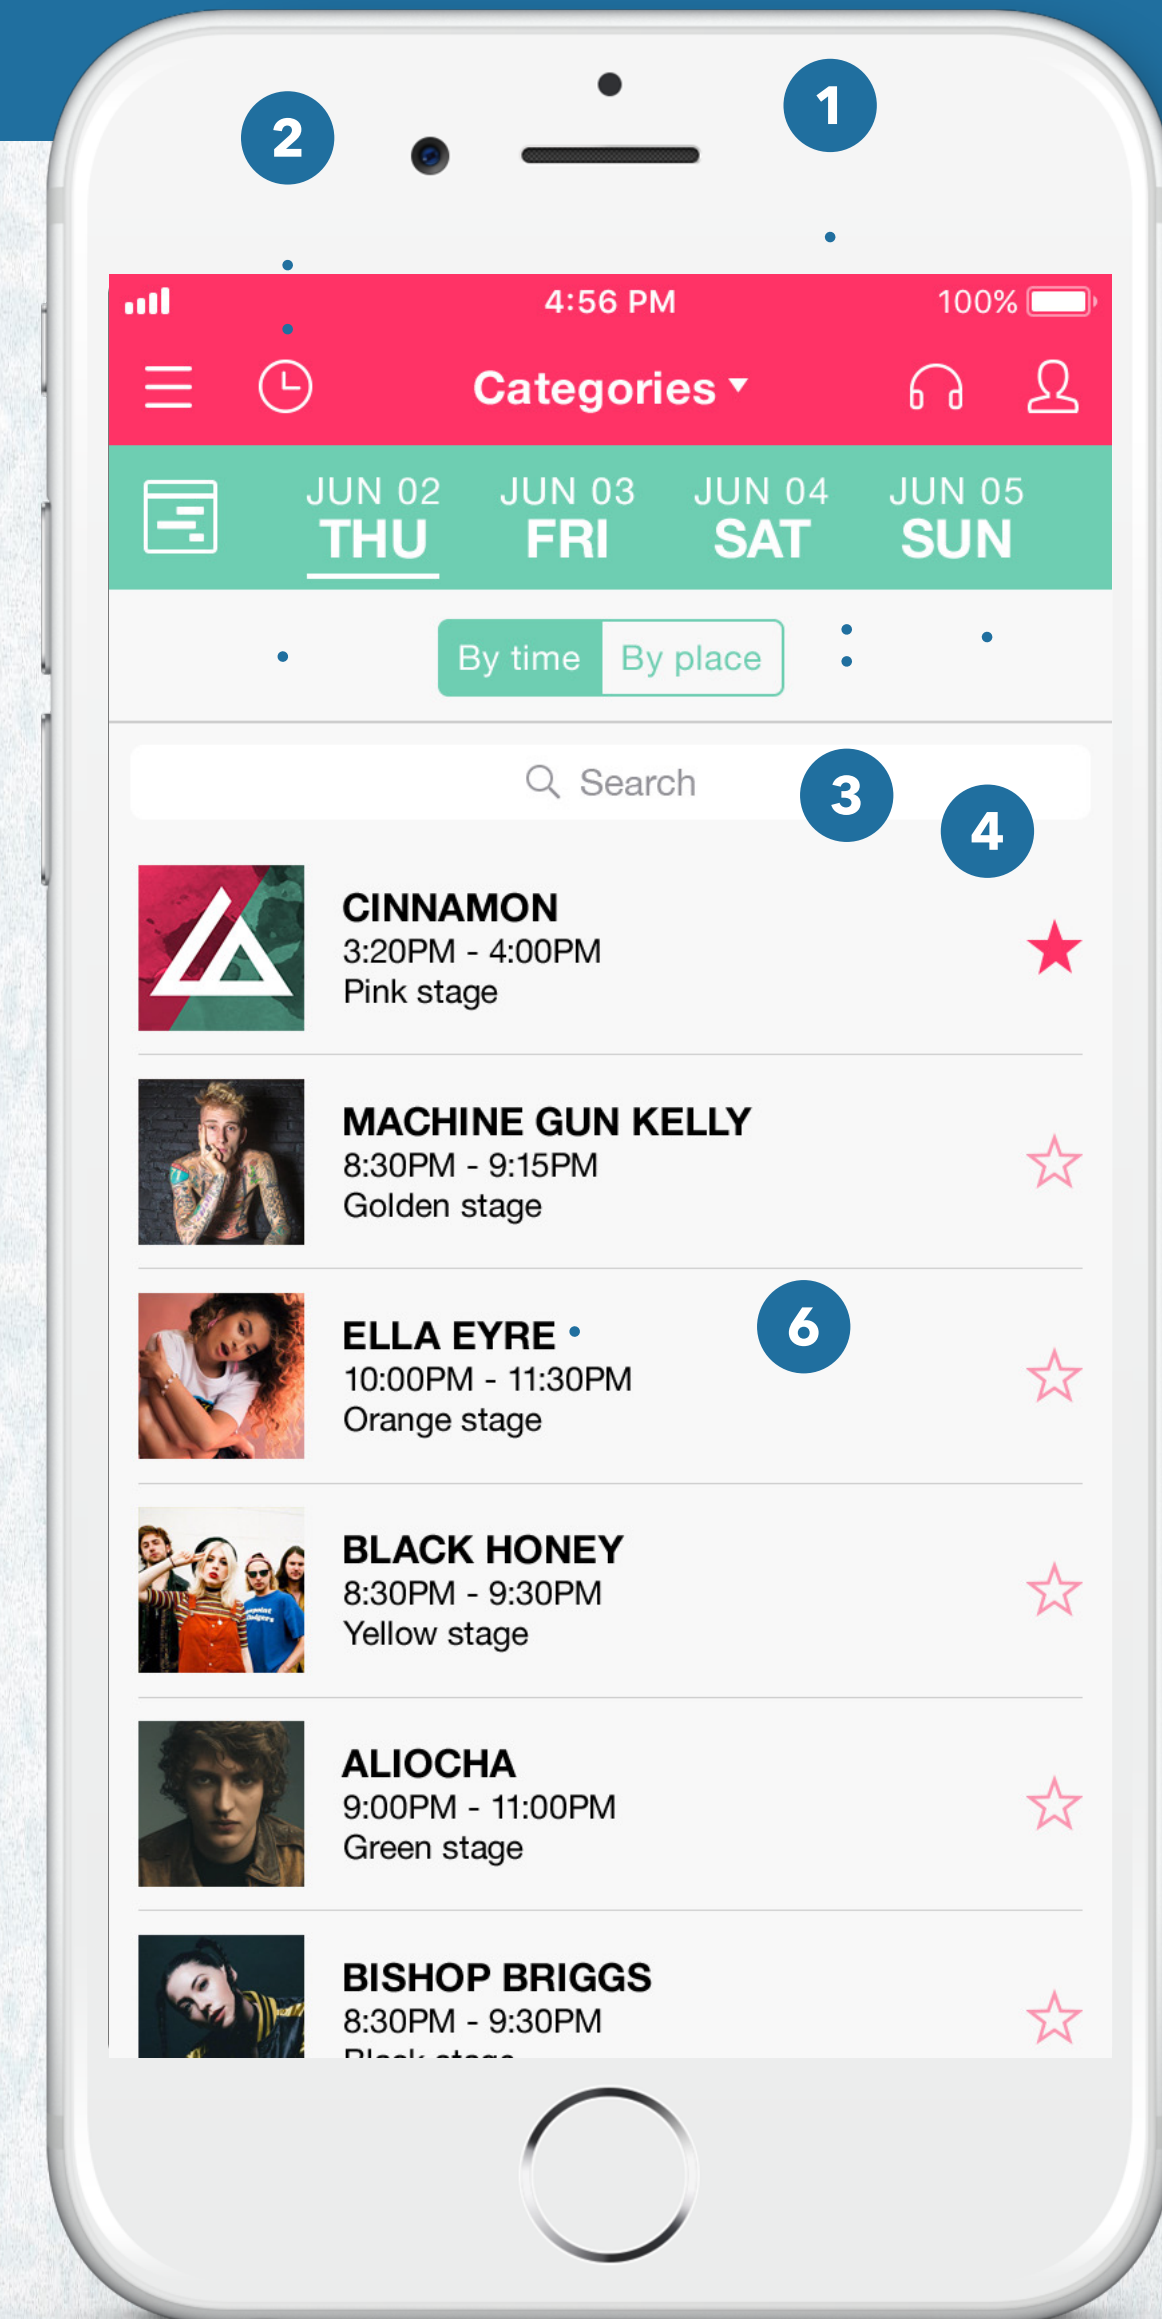 1
2
4:56 PM
100%
Categories
JUN 02 JUN 03 JUN 04 JUN 05
THU FRI SAT SUN
By time By place
Search
3
4
CINNAMON
3:20PM - 4:00PM
Pink stage
MACHINE GUN KELLY
8:30PM - 9:15PM
Golden stage
6
ELLA EYRE
10:00PM - 11:30PM
Orange stage
BLACK HONEY
8:30PM - 9:30PM
Yellow stage
ALIOCHA
9:00PM - 11:00PM
Green stage
BISHOP BRIGGS
8:30PM - 9:30PM
Black stage